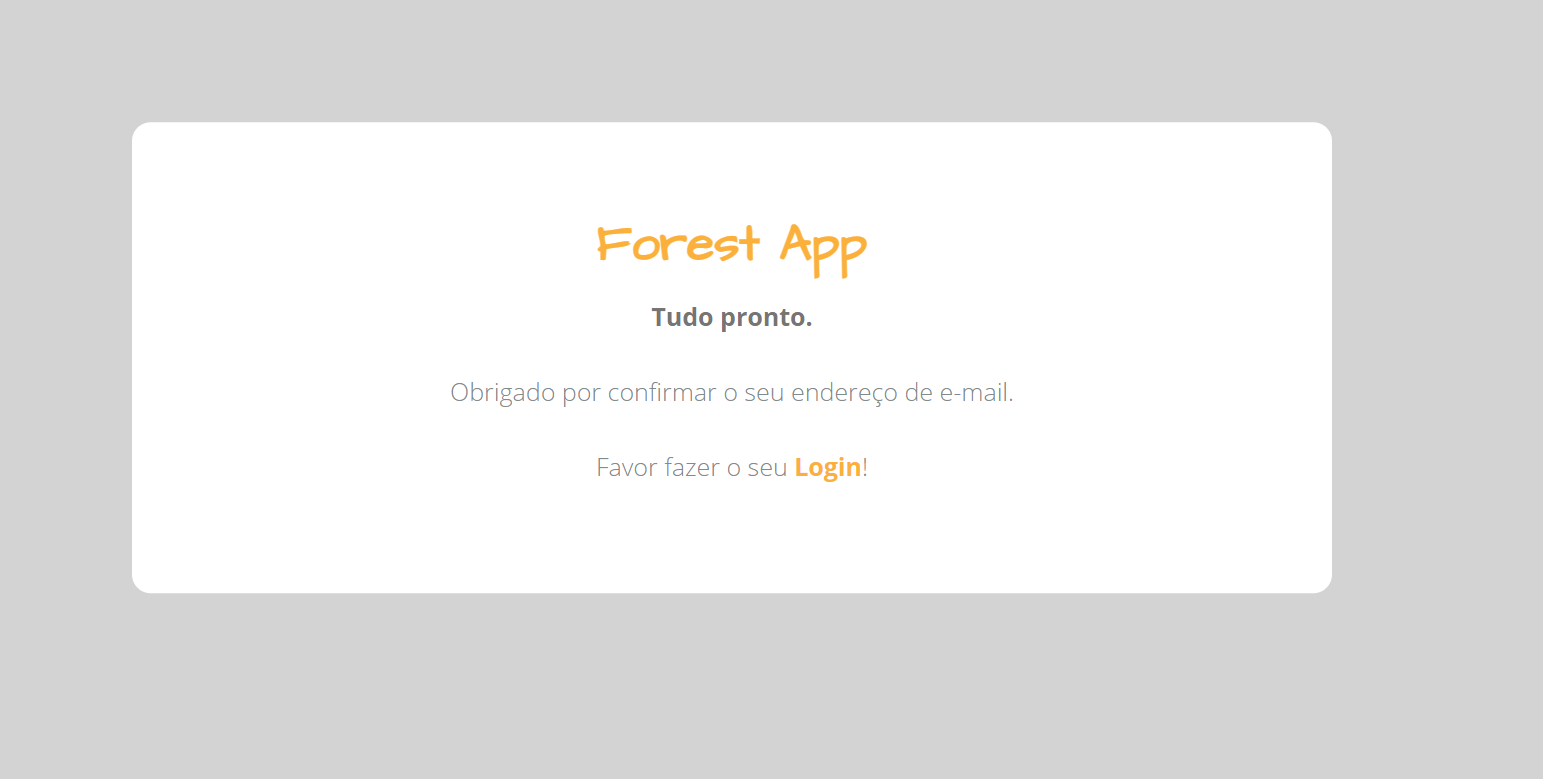 Forest App
Tudo pronto.
Obrigado por confirmar o seu endereço de e-mail.
Favor fazer o seu Login!